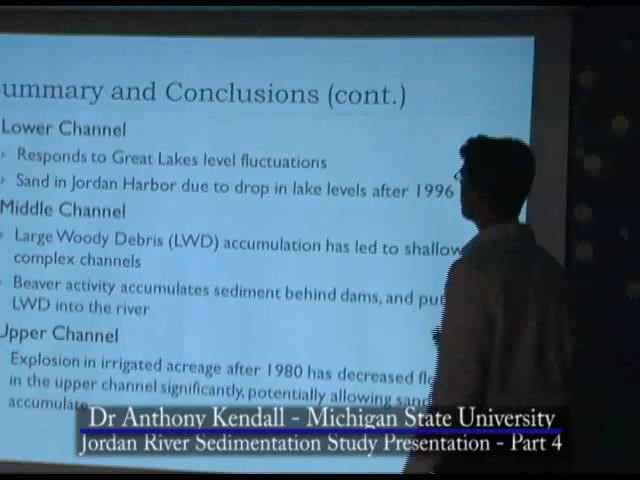 ummary and Conclusions (cont.)
Lower Channel
Responds to Great Lakes level fluctuations
Sand in Jordan Harbor due to drop in lake levels after 1996
Middle Channel
Large Woody Debris (LWD) accumulation has led to shallow
complex channels
Beaver activity accumulates sediment behind dams, and pu
LWD into the river
Upper Channel
Explosion in irrigated acreage after 1980 has decreased fl
in the upper channel significantly, potentially allowing sand
accumulate
Dr Anthony Kendall - Michigan State University
Jordan River Sedimentation Study Presentation - Part 4